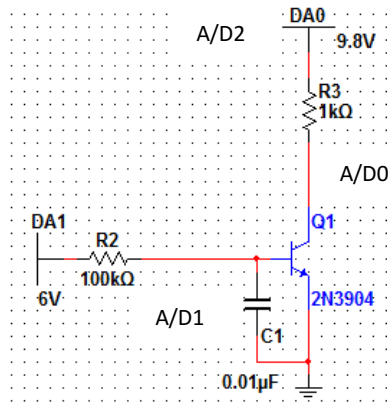 DA0
A/D2
9.8V
R3
1kΩ
A/D0
DA1
Q1
R2
100kΩ
6V
2N3904
A/D1
C1
0.01µF